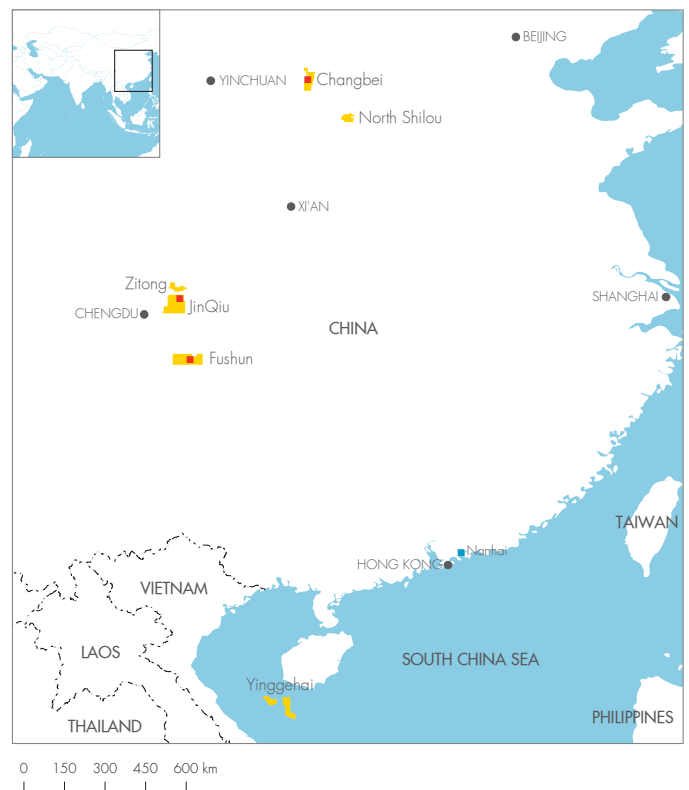 BEIJING
YINCHUAN
Changbei
North Shilou
XI'AN
Zitong
JinQiu
CHENGDU
SHANGHAI
CHINA
Fushun
TAIWAN
Nanhai
HONG KONG
VIETNAM
LAOS
SOUTH CHINA SEA
Yinggehai
PHILIPPINES
THAILAND
0 150 300 450 600 km